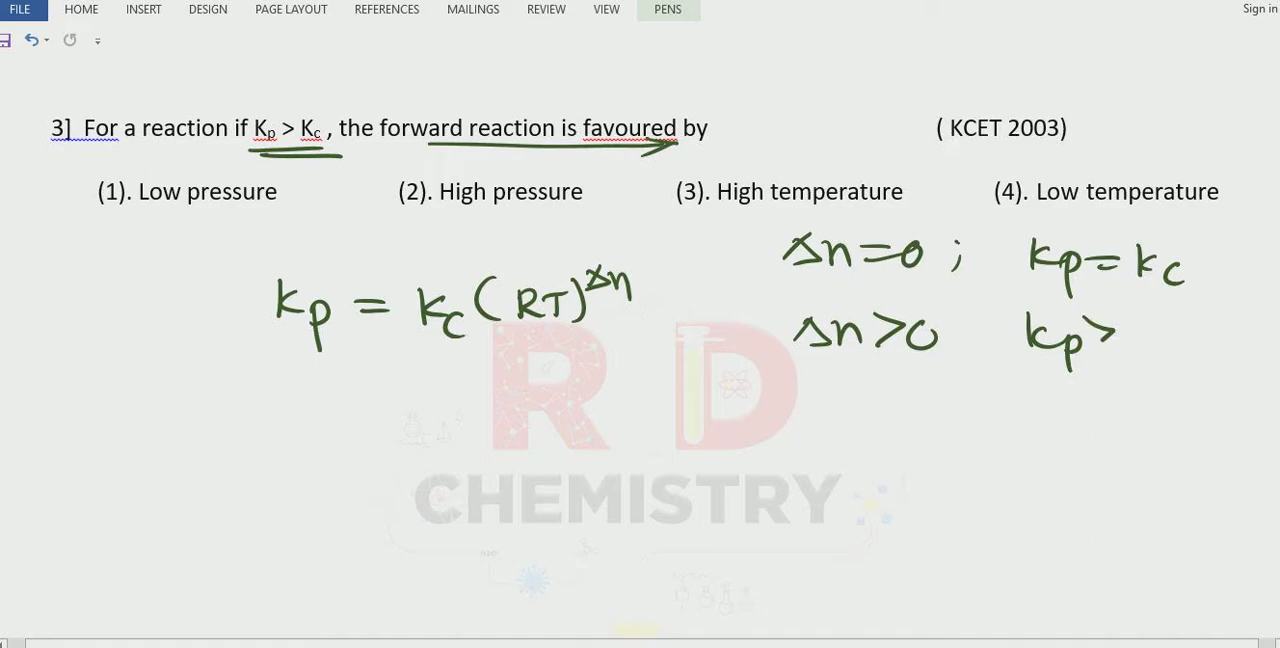 FILE HOME INSERT DESIGN PAGE LAYOUT REFERENCES MAILINGS REVIEW VIEW PENS Sign in
3] For a reaction if Kₚ > K꜀ , the forward reaction is favoured by ( KCET 2003)
(1). Low pressure (2). High pressure (3). High temperature (4). Low temperature
Δn=0 ; kp = kc
kp = kc (RT)^Δn
Δn>0 kp>
R D
CHEMISTRY